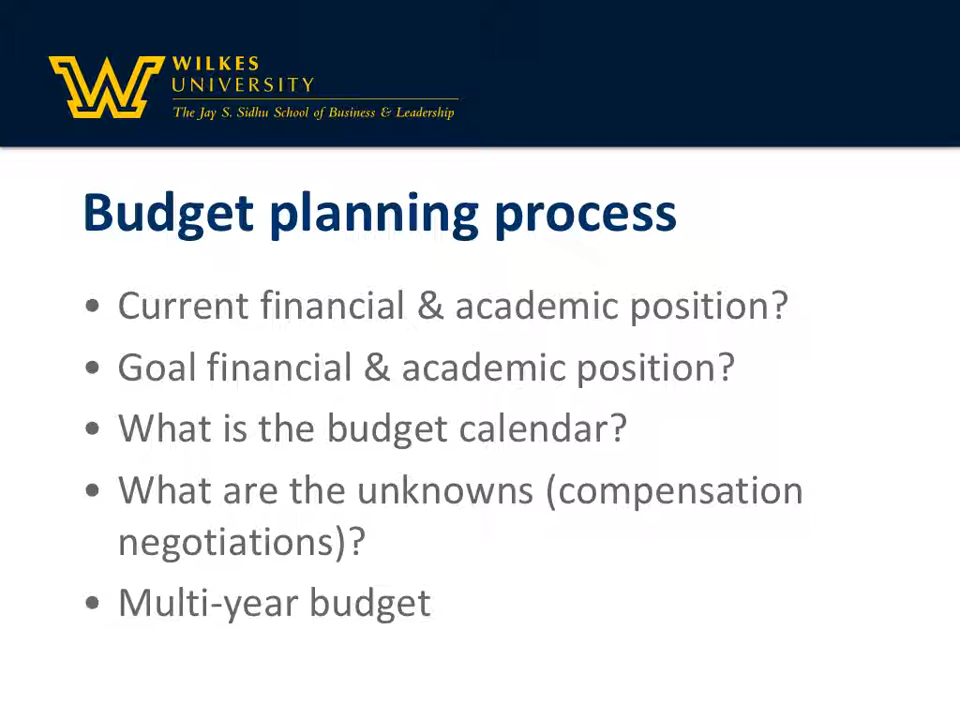 WILKES
UNIVERSITY
The Jay S. Sidhu School of Business & Leadership
Budget planning process
• Current financial & academic position?
• Goal financial & academic position?
• What is the budget calendar?
• What are the unknowns (compensation
negotiations)?
• Multi-year budget